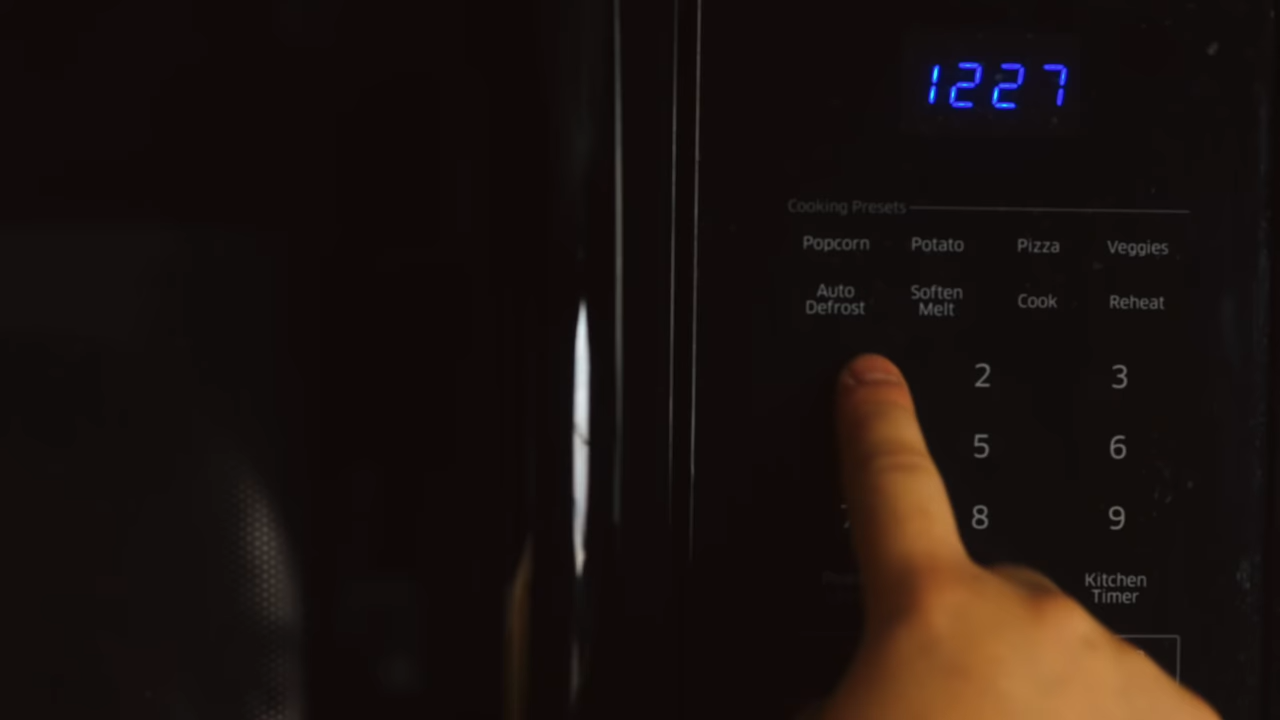 1227
Cooking Presets
Popcorn Potato Pizza Veggies
Auto Defrost Soften Melt Cook Reheat
2 3
5 6
8 9
Kitchen
Timer